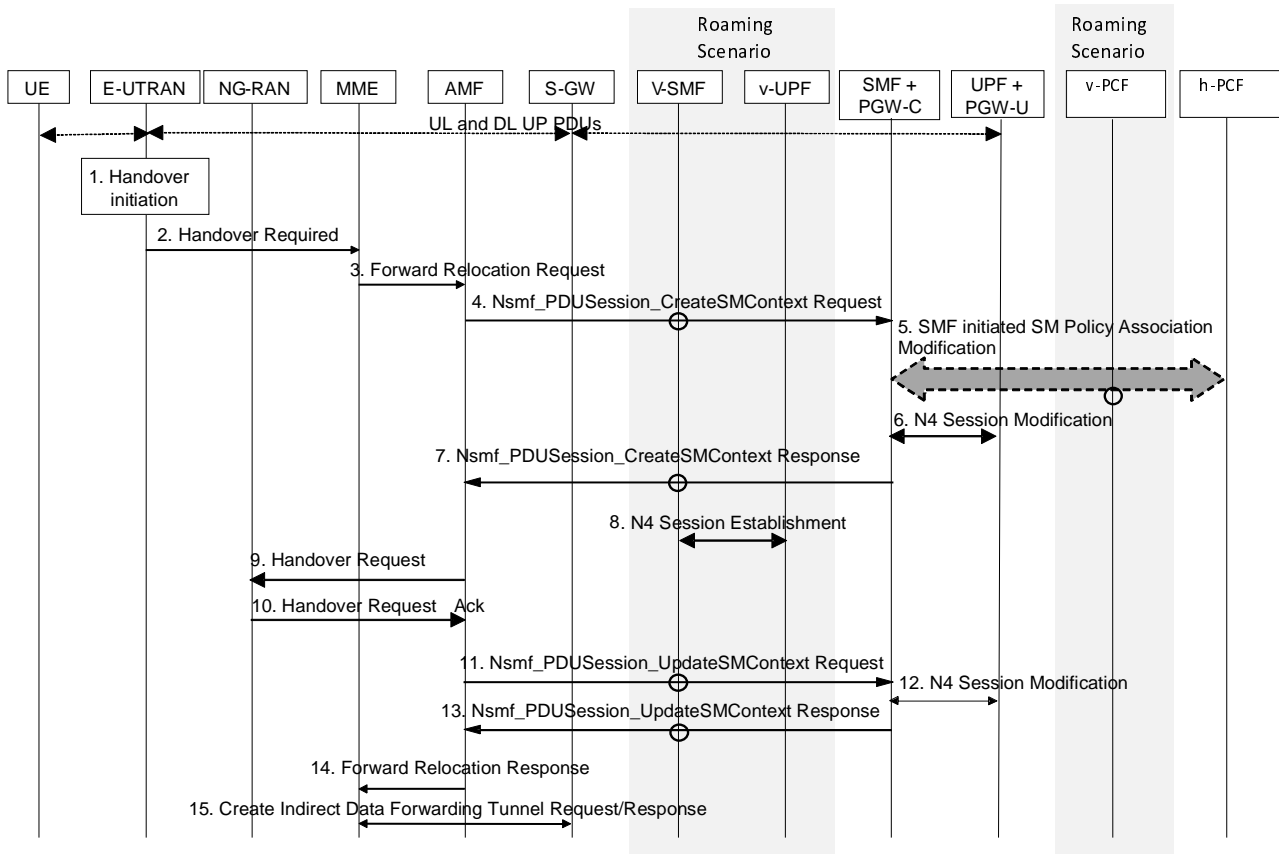 Roaming
Scenario
Roaming
Scenario
UE
E-UTRAN
NG-RAN
MME
AMF
S-GW
V-SMF
v-UPF
SMF +
PGW-C
UPF +
PGW-U
v-PCF
h-PCF
UL and DL UP PDUs
1. Handover
initiation
2. Handover Required
3. Forward Relocation Request
4. Nsmf_PDUSession_CreateSMContext Request
5. SMF initiated SM Policy Association
Modification
6. N4 Session Modification
7. Nsmf_PDUSession_CreateSMContext Response
8. N4 Session Establishment
9. Handover Request
10. Handover Request Ack
11. Nsmf_PDUSession_UpdateSMContext Request
12. N4 Session Modification
13. Nsmf_PDUSession_UpdateSMContext Response
14. Forward Relocation Response
15. Create Indirect Data Forwarding Tunnel Request/Response